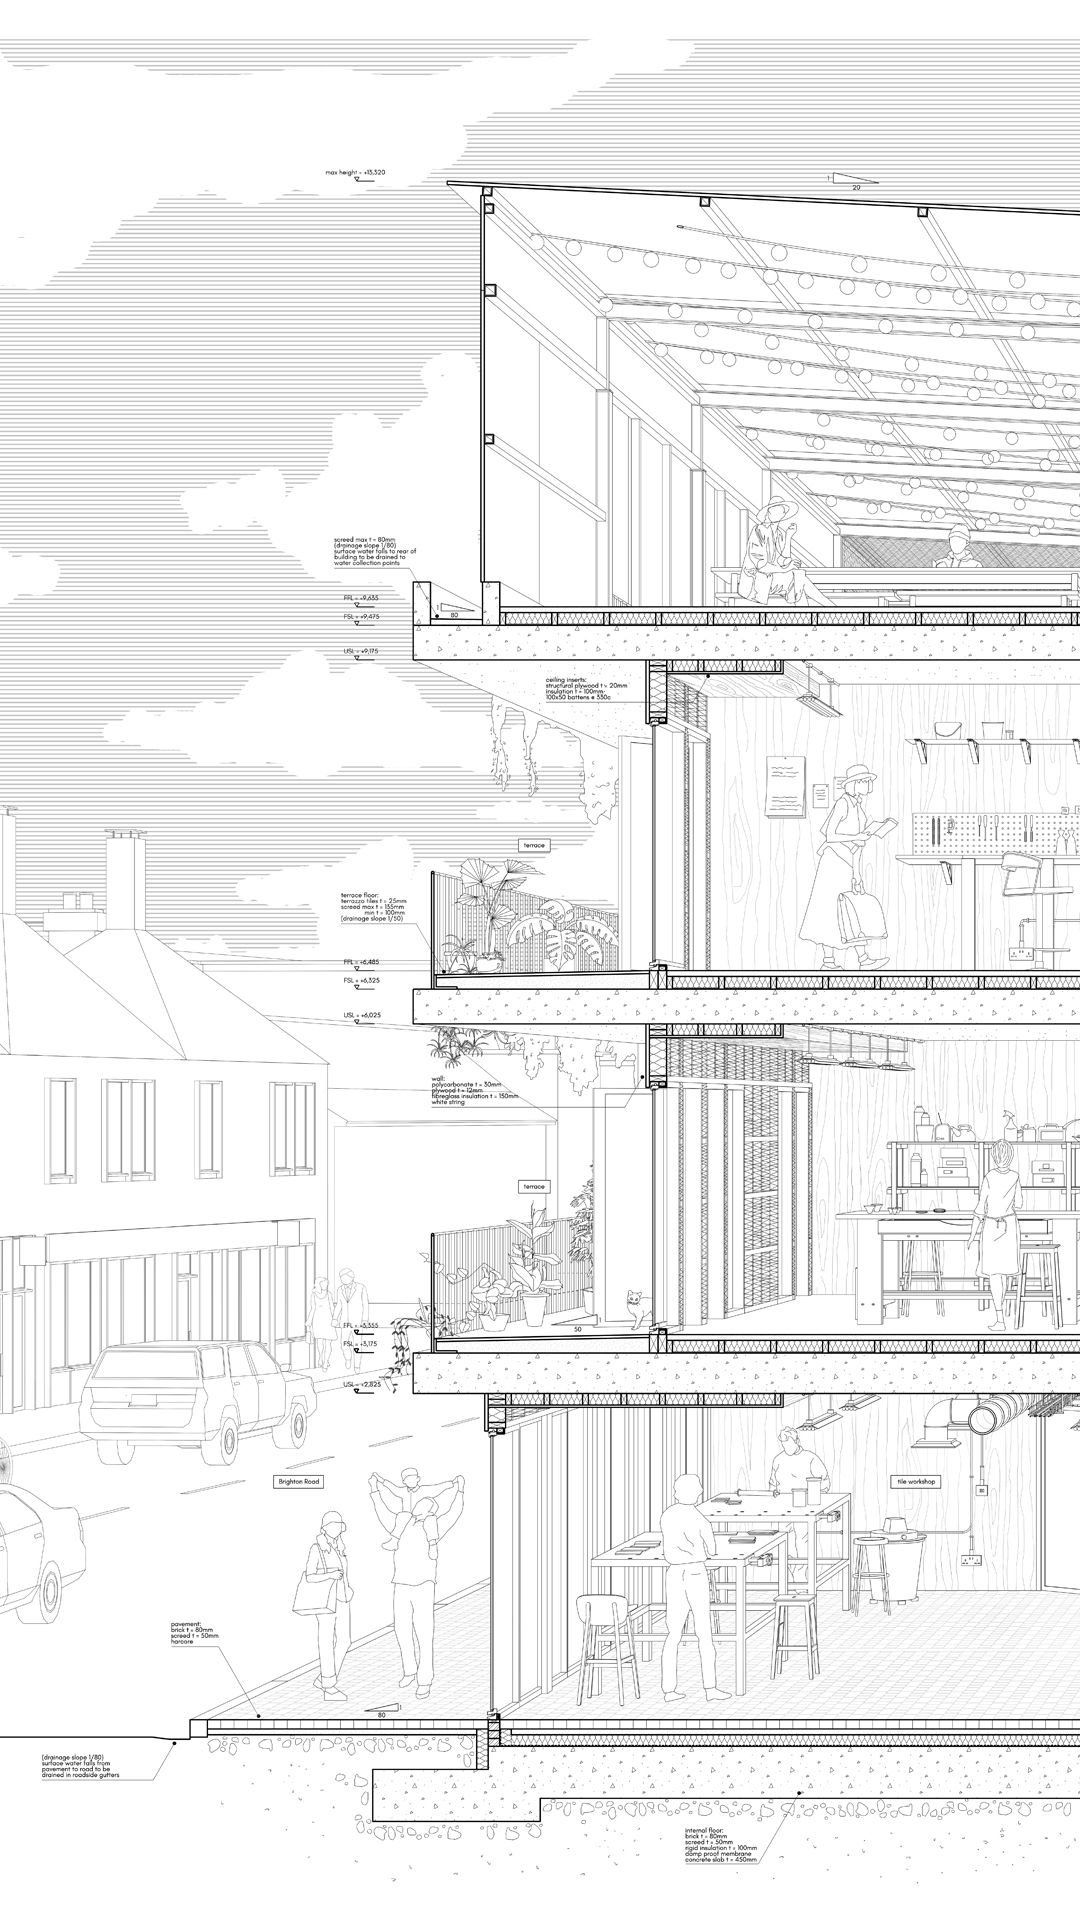 max height = +13,320
1
20
screed max t = 80mm
(drainage slope 1/80)
surface water falls to rear of
building to be drained to
water collection points
FFL = +9,635
1
80
FSL = +9,475
USL = +9,175
ceiling inserts:
structural plywood t = 20mm
insulation t = 100mm
100x50 battens @ 330c
terrace
terrace floor:
terrazzo tiles t = 25mm
screed max t = 135mm
min t = 100mm
(drainage slope 1/50)
FFL = +6,485
FSL = +6,325
USL = +6,025
wall:
polycarbonate t = 30mm
plywood t = 12mm
fibreglass insulation t = 150mm
white string
terrace
1
50
FFL = +3,335
FSL = +3,175
USL = +2,825
Brighton Road
tile workshop
pavement:
brick t = 80mm
screed t = 50mm
harcore
1
80
(drainage slope 1/80)
surface water falls from
pavement to road to be
drained in roadside gutters
internal floor:
brick t = 80mm
screed t = 50mm
rigid insulation t = 100mm
damp proof membrane
concrete slab t = 450mm